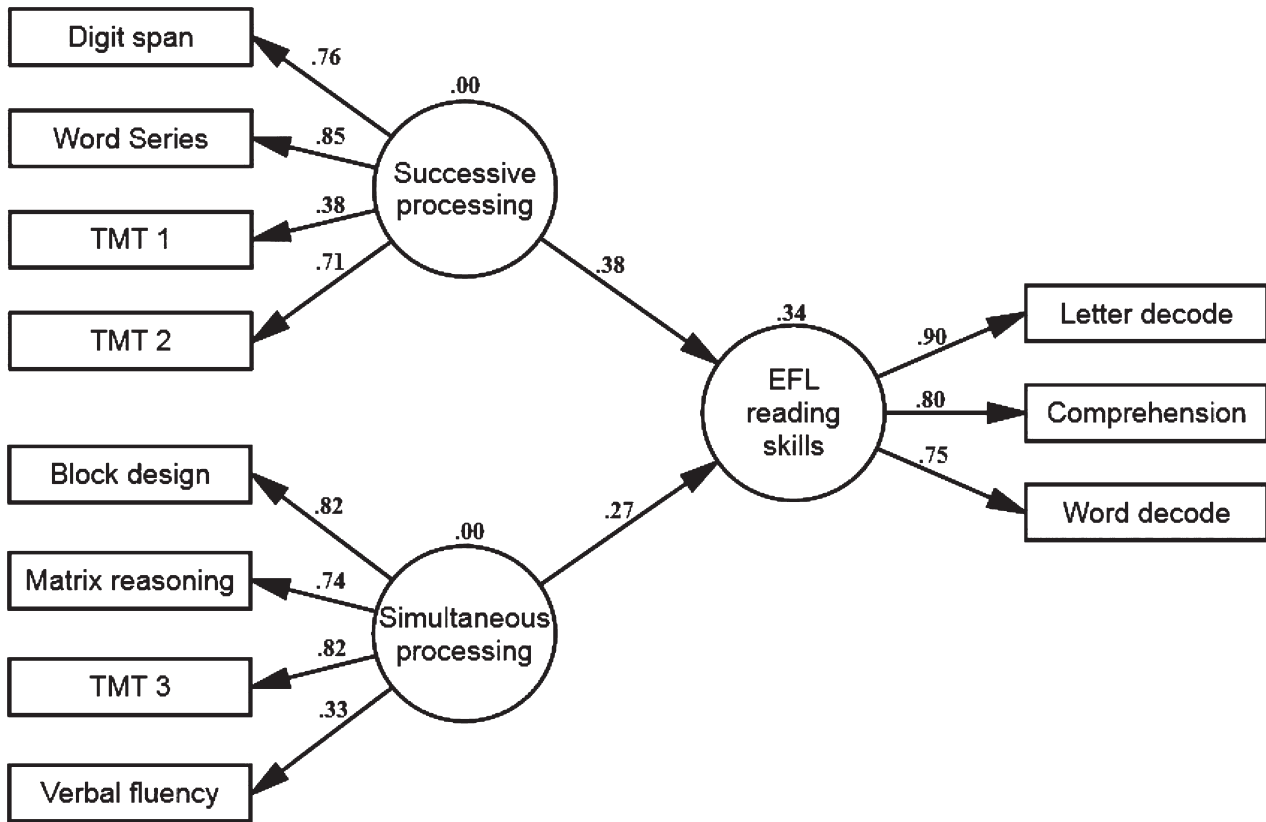 Digit span
.76
.00
Word Series
.85
Successive
processing
TMT 1
.38
TMT 2
.71
.38
.34
EFL
reading
skills
.90
Letter decode
.80
Comprehension
.75
Word decode
Block design
.82
.00
.27
Matrix reasoning
.74
Simultaneous
processing
TMT 3
.82
Verbal fluency
.33